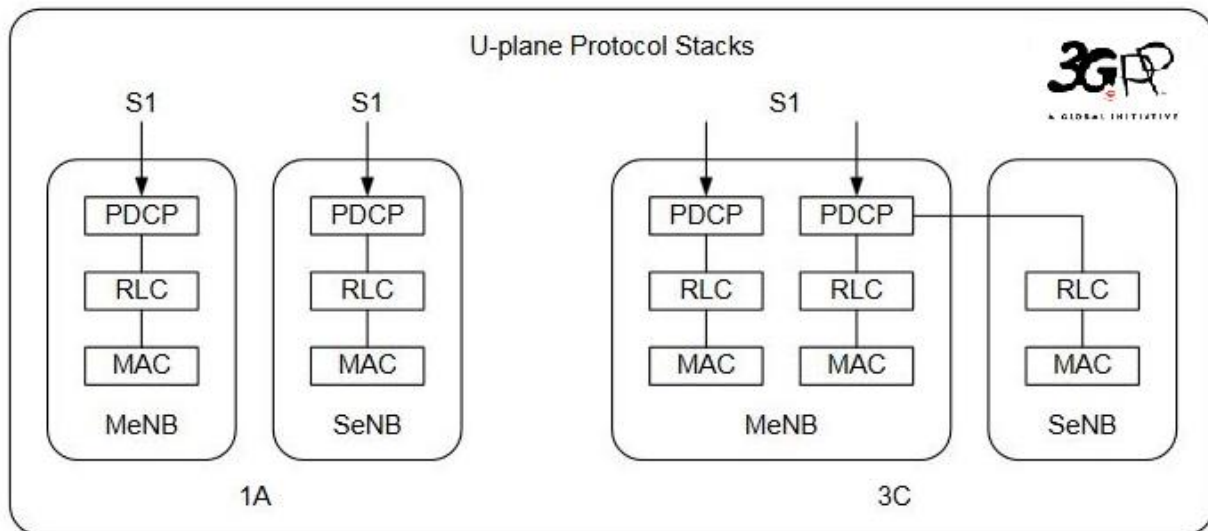 U-plane Protocol Stacks
3GPP
A GLOBAL INITIATIVE
S1 S1 S1
PDCP PDCP PDCP PDCP
RLC RLC RLC RLC RLC
MAC MAC MAC MAC MAC
MeNB SeNB MeNB SeNB
1A 3C